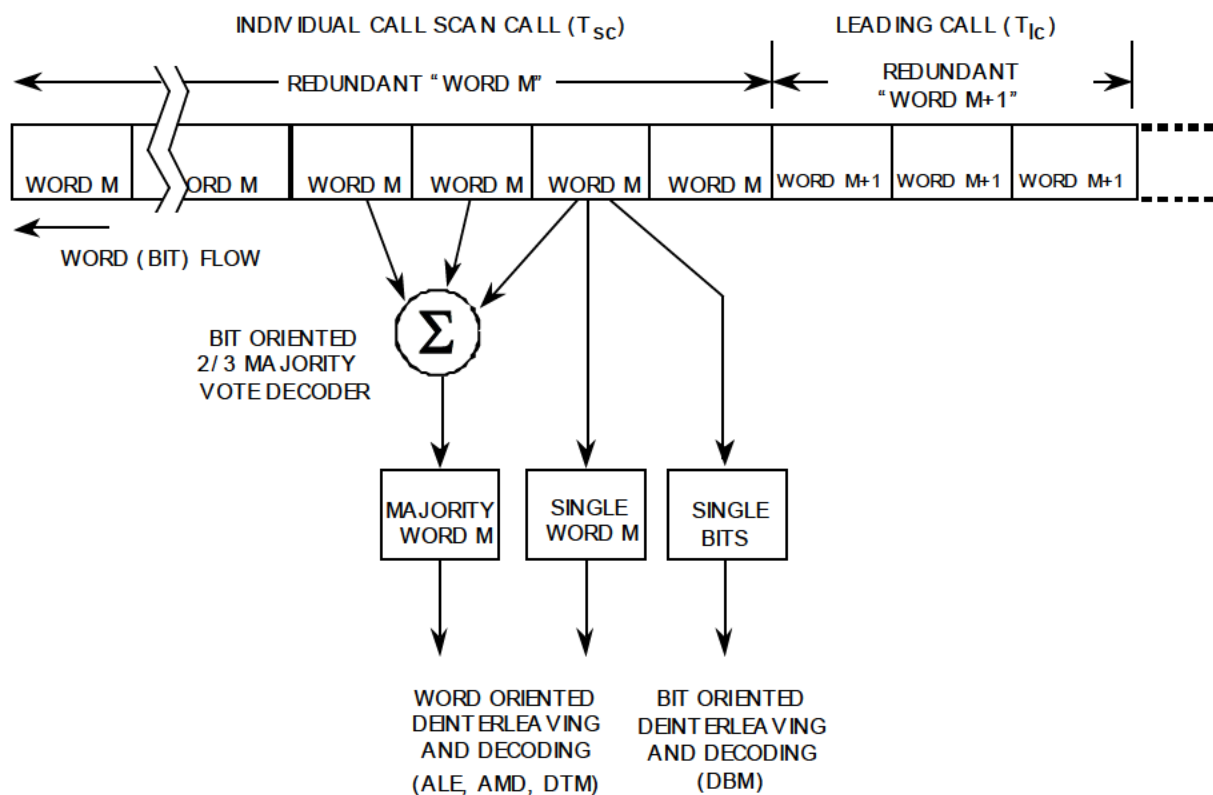 INDIVIDUAL CALL SCAN CALL (Tsc)
LEADING CALL (Tlc)
REDUNDANT "WORD M"
REDUNDANT
"WORD M+1"
WORD M
ORD M
WORD M
WORD M
WORD M
WORD M
WORD M+1
WORD M+1
WORD M+1
WORD (BIT) FLOW
BIT ORIENTED
2/3 MAJORITY
VOTE DECODER
Σ
MAJORITY
WORD M
SINGLE
WORD M
SINGLE
BITS
WORD ORIENTED
DEINTERLEAVING
AND DECODING
(ALE, AMD, DTM)
BIT ORIENTED
DEINTERLEAVING
AND DECODING
(DBM)